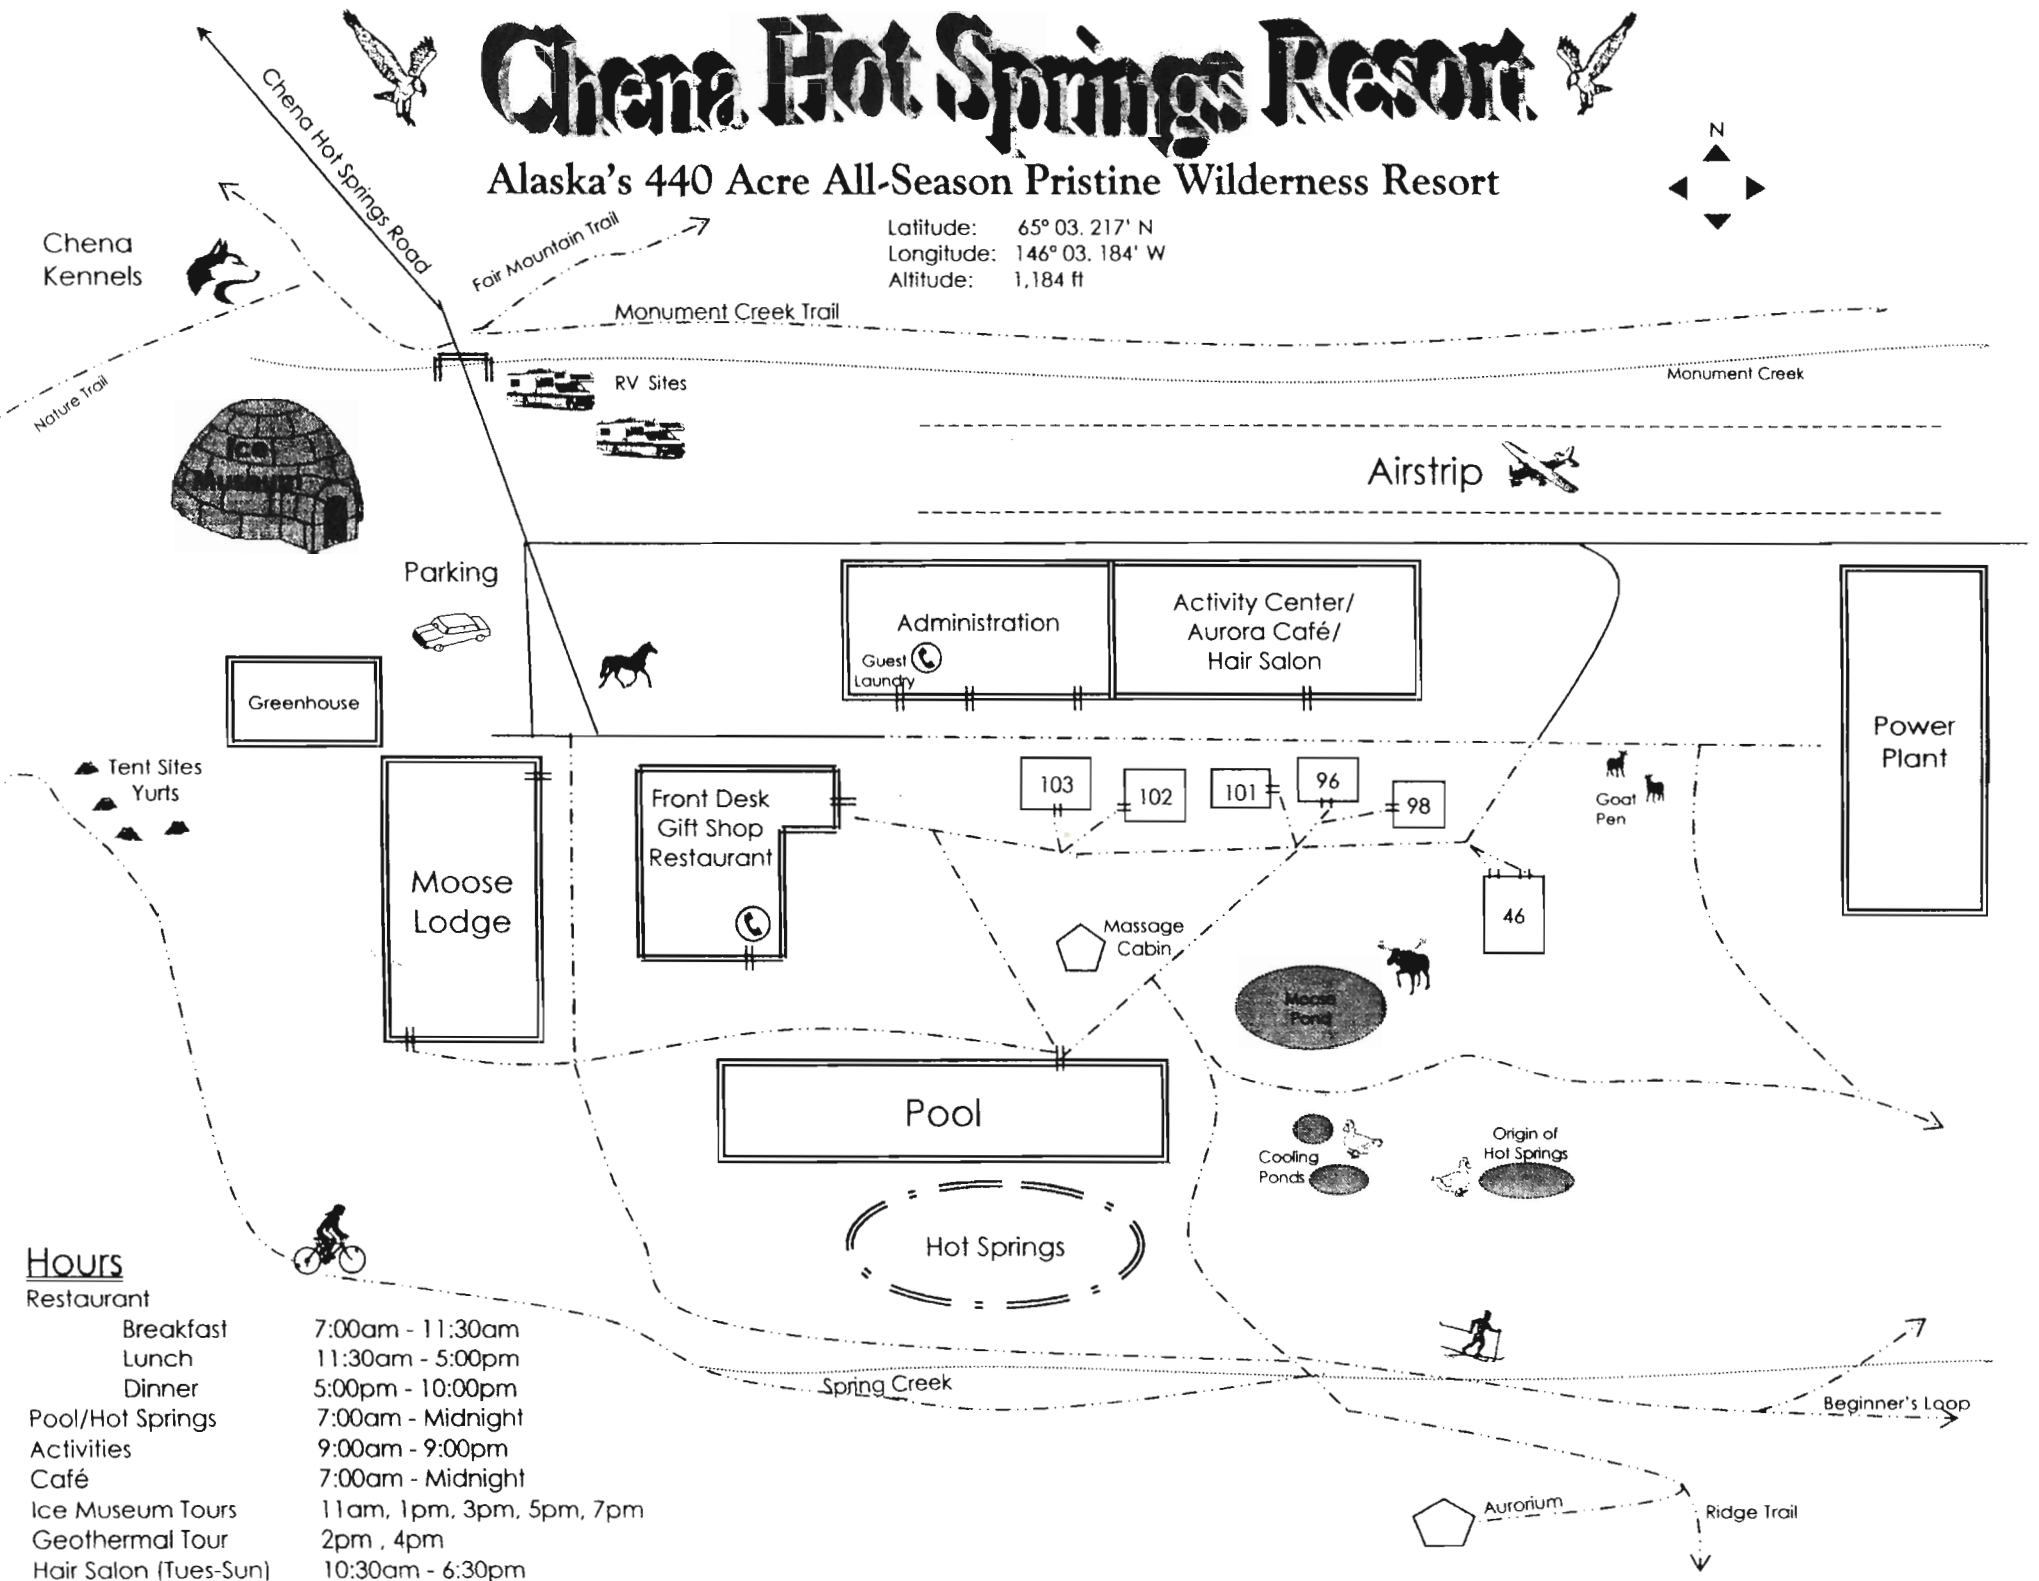 Chena Hot Springs Resort
Alaska's 440 Acre All-Season Pristine Wilderness Resort
Latitude: 65° 03. 217' N
Longitude: 146° 03. 184' W
Altitude: 1,184 ft
N
Chena Hot Springs Road
Chena
Kennels
Fair Mountain Trail
Monument Creek Trail
Monument Creek
Nature Trail
RV Sites
Ice
Museum
Airstrip
Parking
Administration
Guest
Laundry
Activity Center/
Aurora Café/
Hair Salon
Greenhouse
Power
Plant
Tent Sites
Yurts
Moose
Lodge
Front Desk
Gift Shop
Restaurant
103
102
101
96
98
46
Goat
Pen
Massage
Cabin
Moose
Pond
Pool
Cooling
Ponds
Origin of
Hot Springs
Hot Springs
Spring Creek
Beginner's Loop
Aurorium
Ridge Trail
Hours
Restaurant
Breakfast 7:00am - 11:30am
Lunch 11:30am - 5:00pm
Dinner 5:00pm - 10:00pm
Pool/Hot Springs 7:00am - Midnight
Activities 9:00am - 9:00pm
Café 7:00am - Midnight
Ice Museum Tours 11am, 1pm, 3pm, 5pm, 7pm
Geothermal Tour 2pm , 4pm
Hair Salon (Tues-Sun) 10:30am - 6:30pm